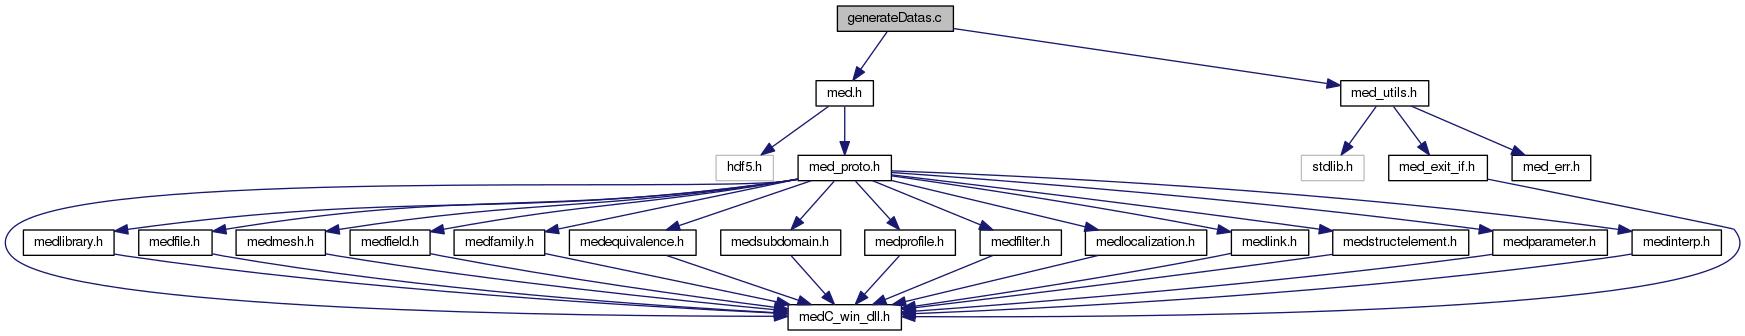 generateDatas.c
med.h
med_utils.h
hdf5.h
med_proto.h
stdlib.h
med_exit_if.h
med_err.h
medlibrary.h
medfile.h
medmesh.h
medfield.h
medfamily.h
medequivalence.h
medsubdomain.h
medprofile.h
medfilter.h
medlocalization.h
medlink.h
medstructelement.h
medparameter.h
medinterp.h
medC_win_dll.h